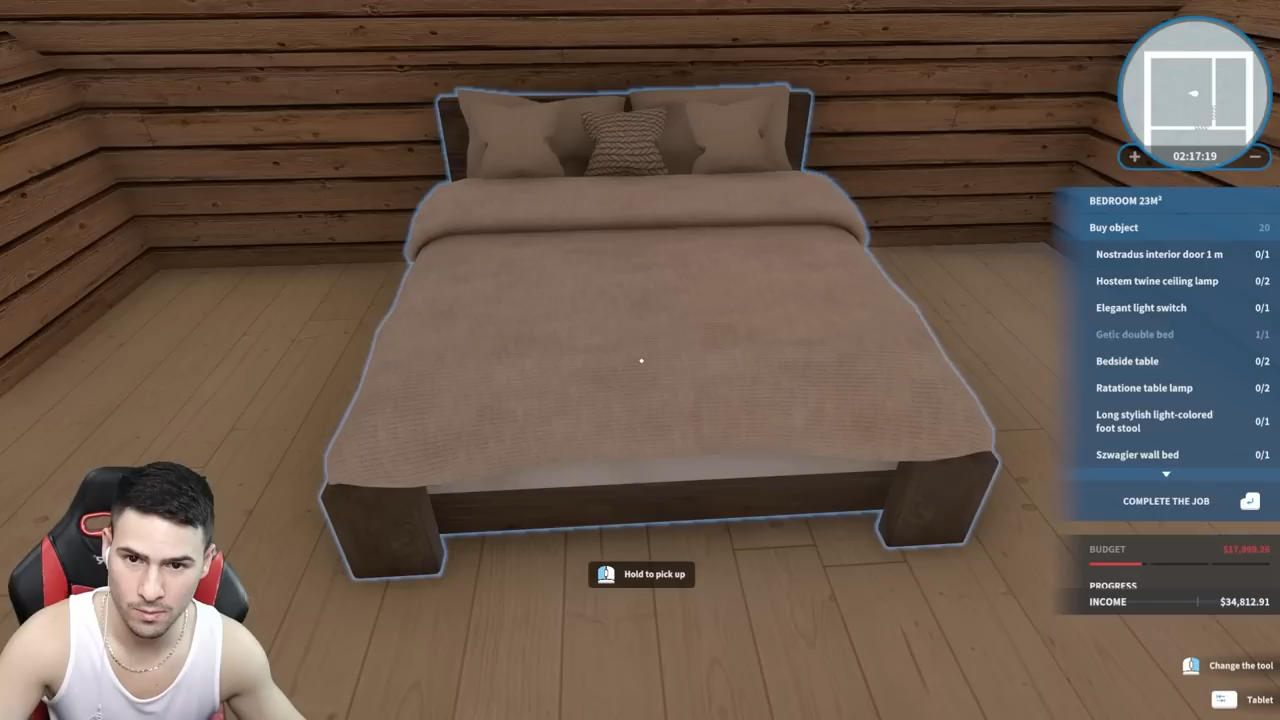 02:17:19
BEDROOM 23M²
Buy object 20
Nostradus interior door 1 m 0/1
Hostem twine ceiling lamp 0/2
Elegant light switch 0/1
Getic double bed 1/1
Bedside table 0/2
Ratatione table lamp 0/2
Long stylish light-colored
foot stool 0/1
Szwagier wall bed 0/1
COMPLETE THE JOB
BUDGET
PROGRESS
INCOME $34,812.91
Hold to pick up
Change the tool
Tablet